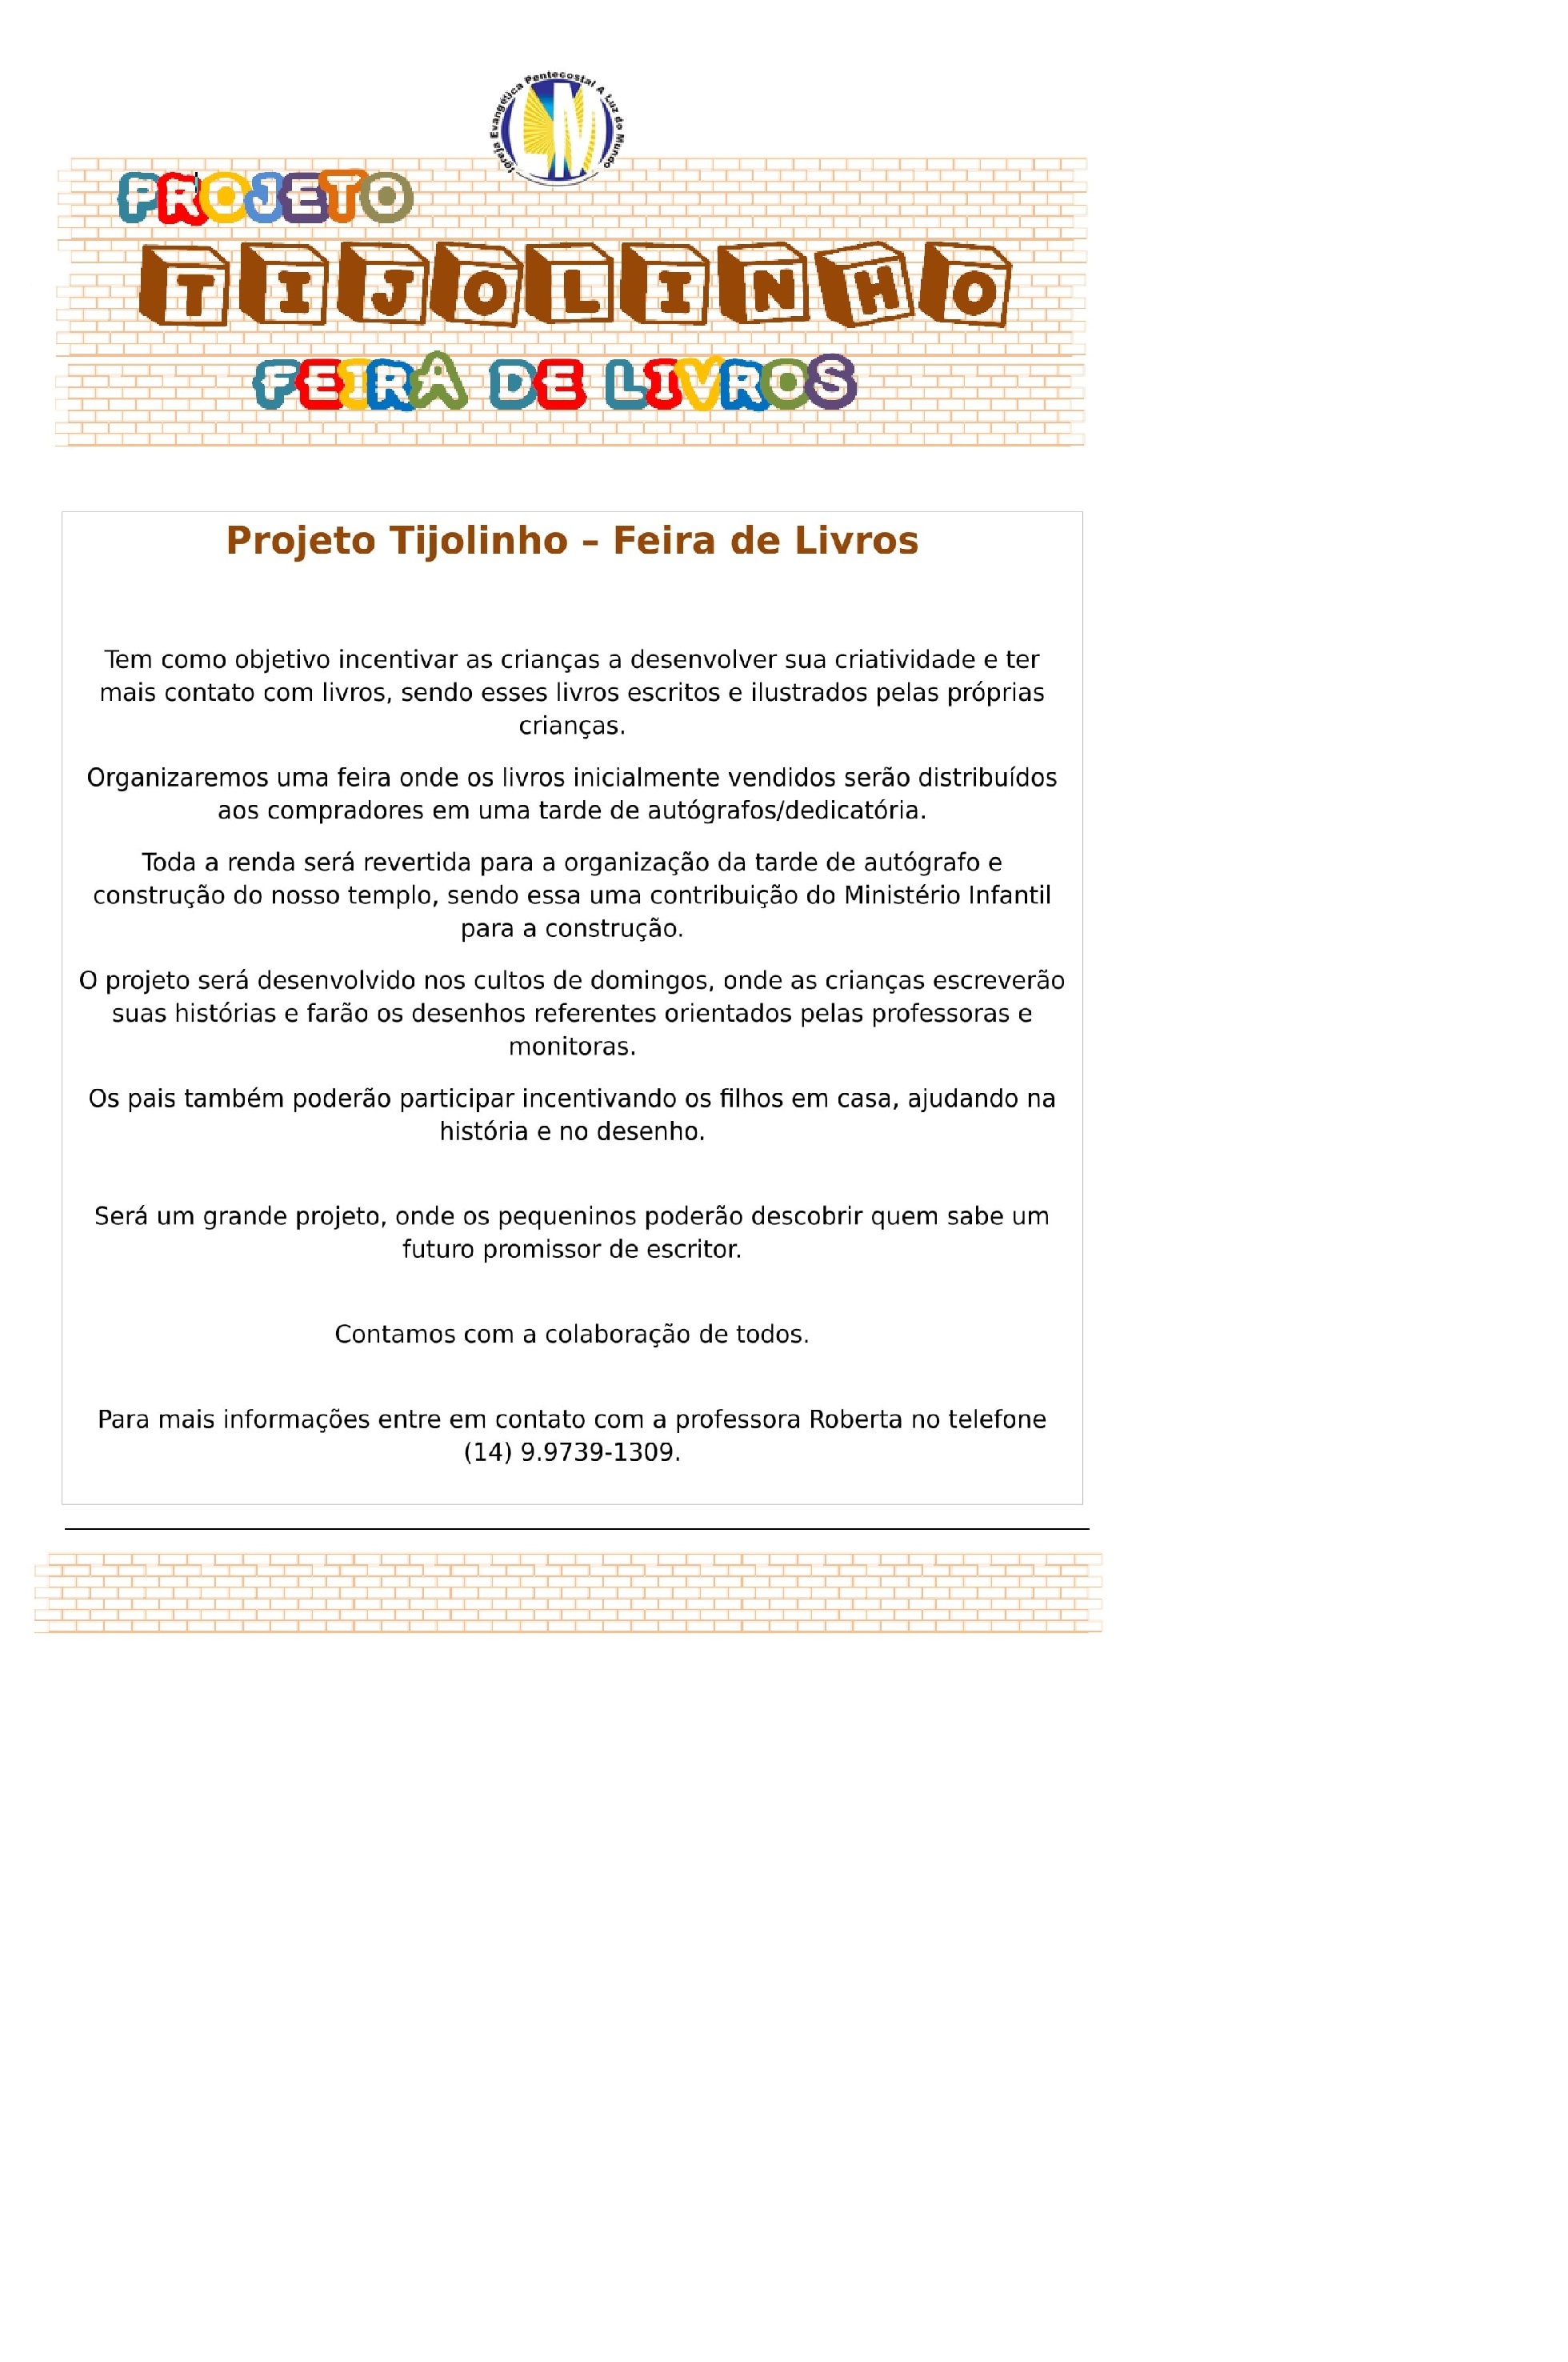 Igreja Evangélica Pentecostal A Luz do Mundo
LM
PROJETO
TIJOLINHO
FEIRA DE LIVROS
Projeto Tijolinho – Feira de Livros
Tem como objetivo incentivar as crianças a desenvolver sua criatividade e ter
mais contato com livros, sendo esses livros escritos e ilustrados pelas próprias
crianças.
Organizaremos uma feira onde os livros inicialmente vendidos serão distribuídos
aos compradores em uma tarde de autógrafos/dedicatória.
Toda a renda será revertida para a organização da tarde de autógrafo e
construção do nosso templo, sendo essa uma contribuição do Ministério Infantil
para a construção.
O projeto será desenvolvido nos cultos de domingos, onde as crianças escreverão
suas histórias e farão os desenhos referentes orientados pelas professoras e
monitoras.
Os pais também poderão participar incentivando os filhos em casa, ajudando na
história e no desenho.
Será um grande projeto, onde os pequeninos poderão descobrir quem sabe um
futuro promissor de escritor.
Contamos com a colaboração de todos.
Para mais informações entre em contato com a professora Roberta no telefone
(14) 9.9739-1309.